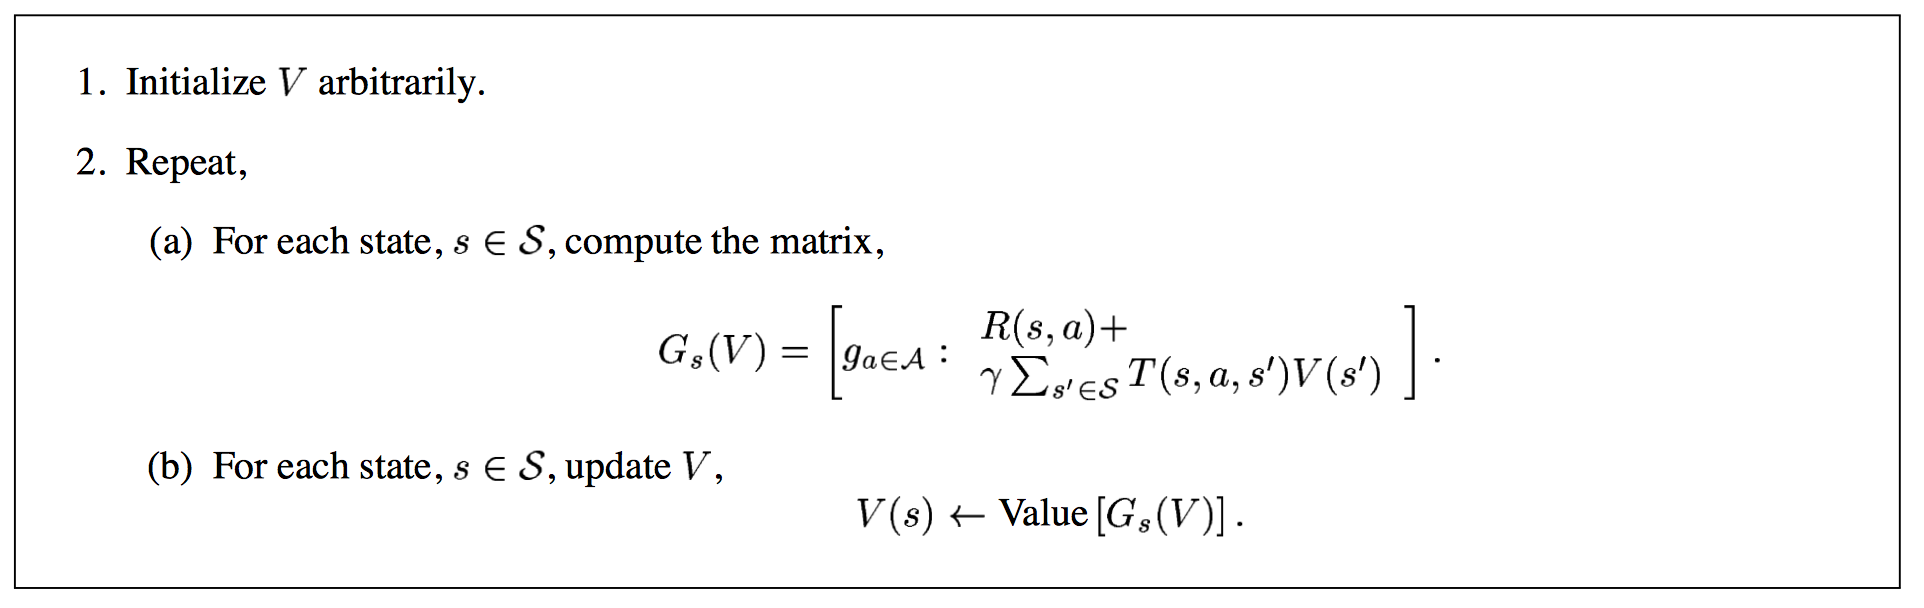 1. Initialize V arbitrarily.
2. Repeat,
(a) For each state, s ∈ 𝒮, compute the matrix,
G_s(V) = [ g_{a∈𝒜} : R(s, a)+
γ ∑_{s′∈𝒮} T(s, a, s′)V(s′) ] .
(b) For each state, s ∈ 𝒮, update V,
V(s) ← Value [G_s(V)] .